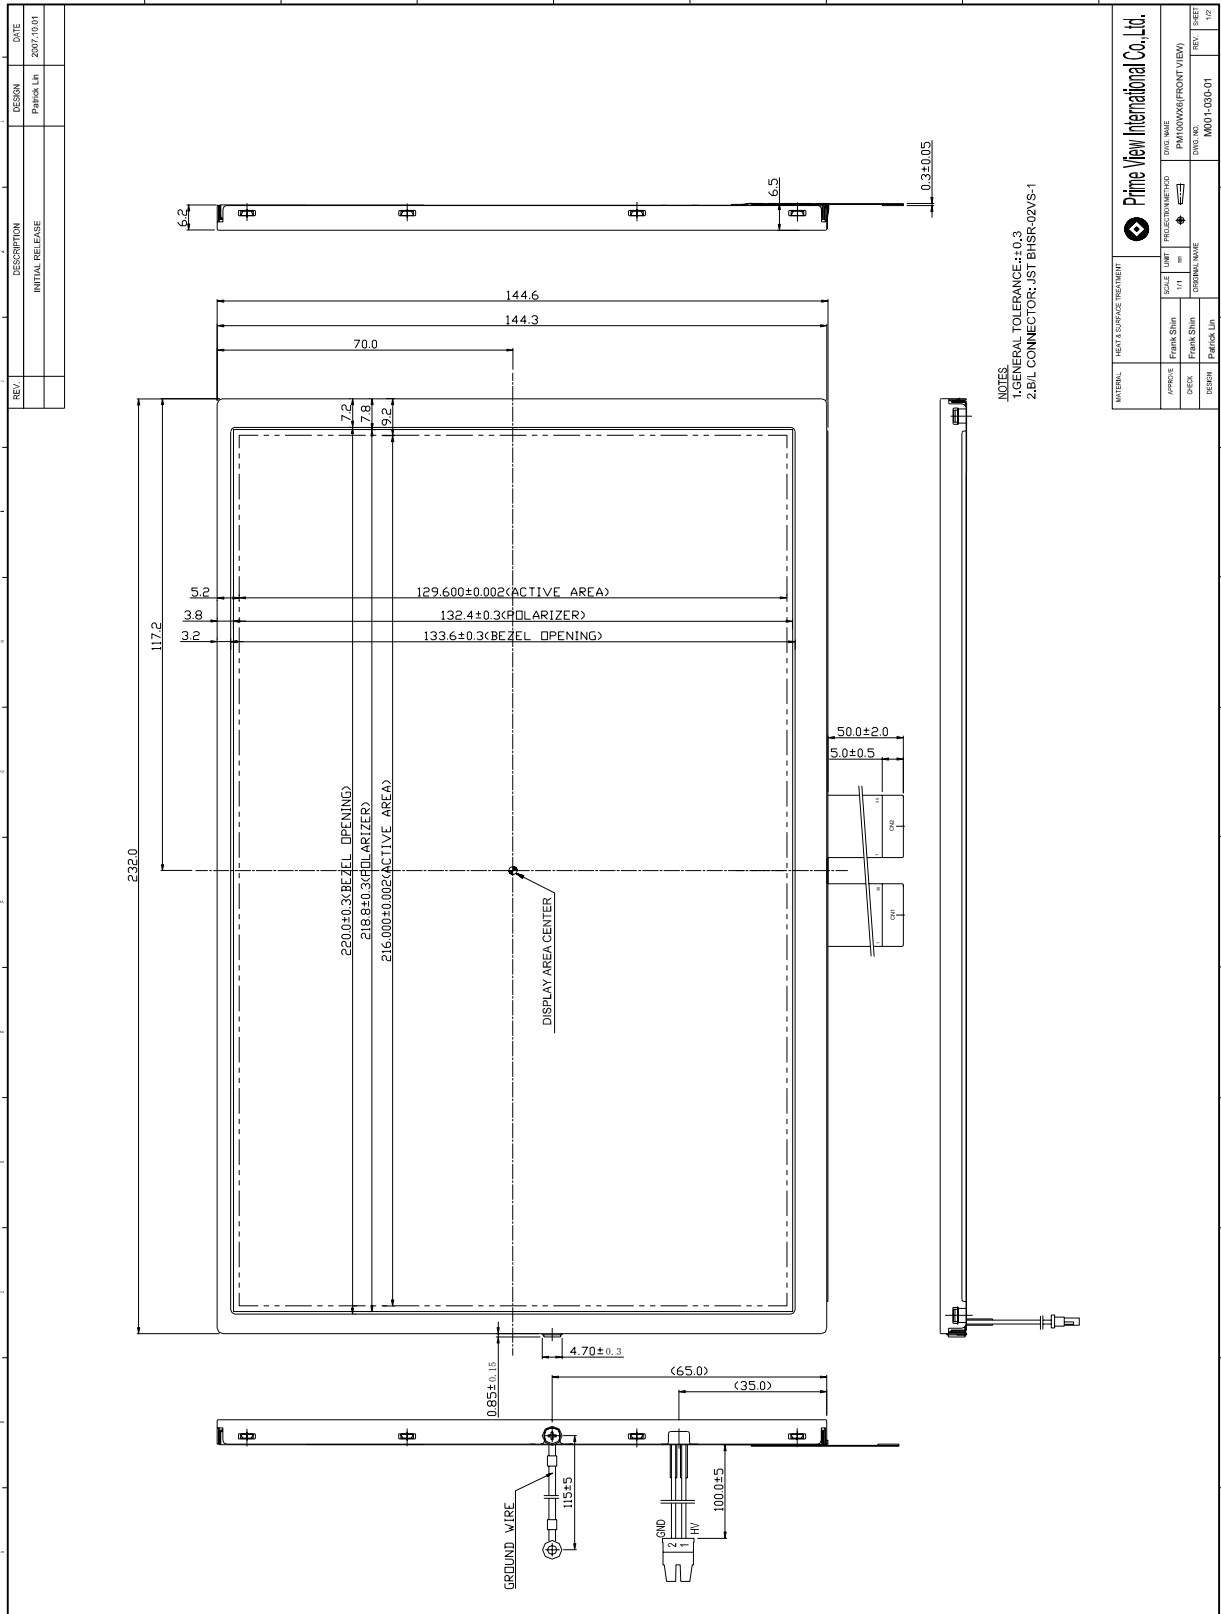 REV.
DESCRIPTION
DESIGN
DATE
INITIAL RELEASE
Patrick Lin
2007.10.01
6.2
6.5
0.3±0.05
144.6
144.3
70.0
7.2
7.8
9.2
232.0
117.2
5.2
129.600±0.002(ACTIVE AREA)
3.8
132.4±0.3(POLARIZER)
3.2
133.6±0.3(BEZEL OPENING)
220.0±0.3(BEZEL OPENING)
218.8±0.3(POLARIZER)
216.000±0.002(ACTIVE AREA)
DISPLAY AREA CENTER
50.0±2.0
5.0±0.5
CN2
1
CN1
1
0.85±0.15
4.70±0.3
(65.0)
(35.0)
GROUND WIRE
115±5
100.0±5
GND
HV
2
1
NOTES
1.GENERAL TOLERANCE.:±0.3
2.B/L CONNECTOR: JST BHSR-02VS-1
MATERIAL
HEAT & SURFACE TREATMENT
Prime View International Co.,Ltd.
APPROVE
Frank Shin
SCALE
1/1
UNIT
mm
PROJECTION METHOD
DWG. NAME
PM100WX6(FRONT VIEW)
CHECK
Frank Shin
DESIGN
Patrick Lin
ORIGINAL NAME
DWG. NO.
M001-030-01
REV.
SHEET
1/2